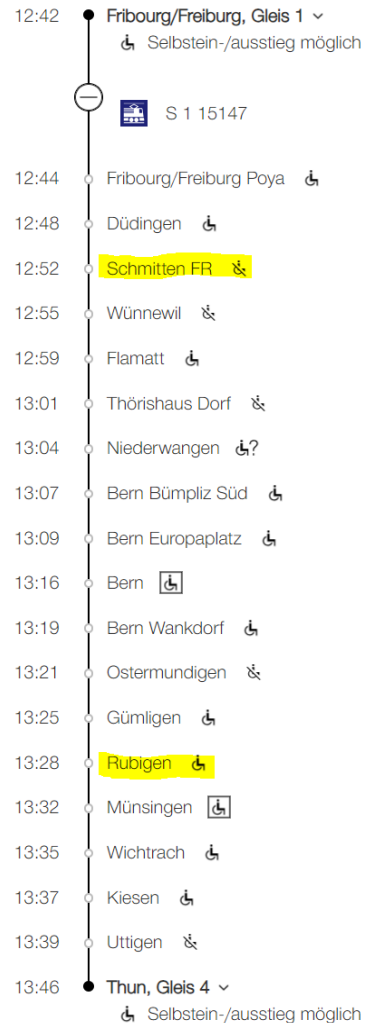 12:42 Fribourg/Freiburg, Gleis 1
Selbstein-/ausstieg möglich
S 1 15147
12:44 Fribourg/Freiburg Poya
12:48 Düdingen
12:52 Schmitten FR
12:55 Wünnewil
12:59 Flamatt
13:01 Thörishaus Dorf
13:04 Niederwangen ?
13:07 Bern Bümpliz Süd
13:09 Bern Europaplatz
13:16 Bern
13:19 Bern Wankdorf
13:21 Ostermundigen
13:25 Gümligen
13:28 Rubigen
13:32 Münsingen
13:35 Wichtrach
13:37 Kiesen
13:39 Uttigen
13:46 Thun, Gleis 4
Selbstein-/ausstieg möglich